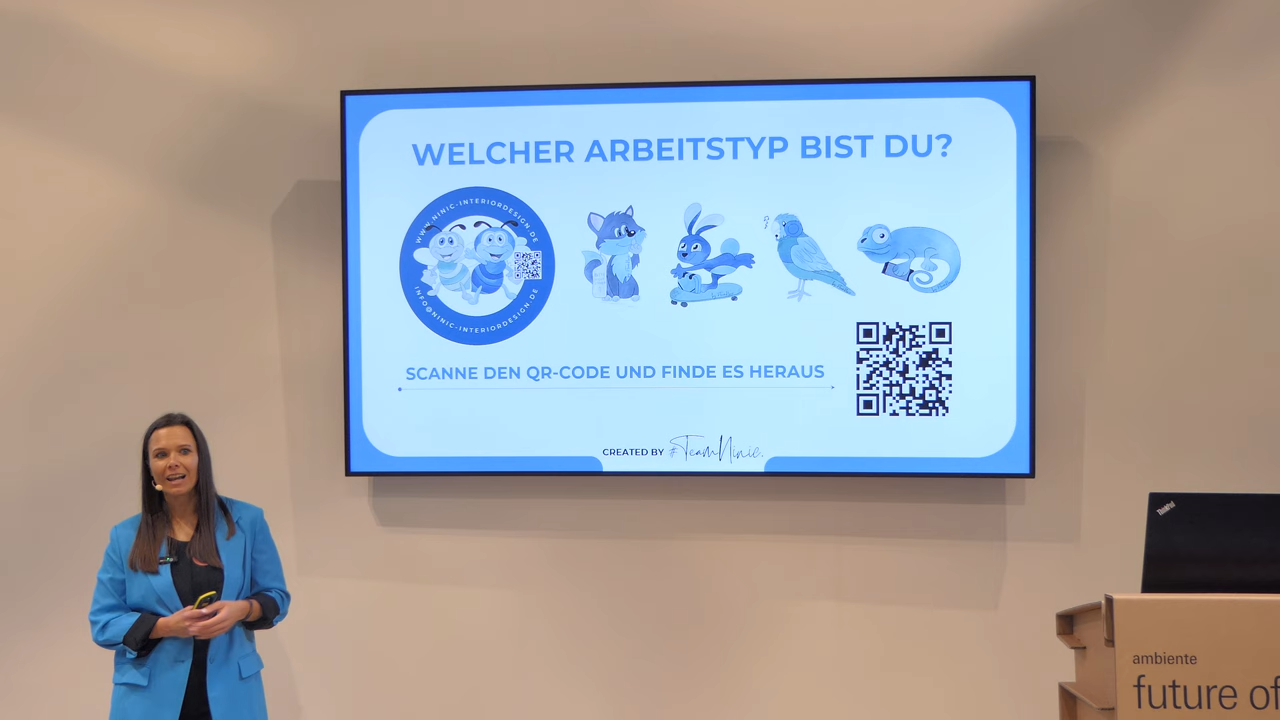 WELCHER ARBEITSTYP BIST DU?
WWW.NINIC-INTERIORDESIGN.DE
INFO@NINIC-INTERIORDESIGN.DE
SCANNE DEN QR-CODE UND FINDE ES HERAUS
CREATED BY #TeamNinic.
ThinkPad
ambiente
future of